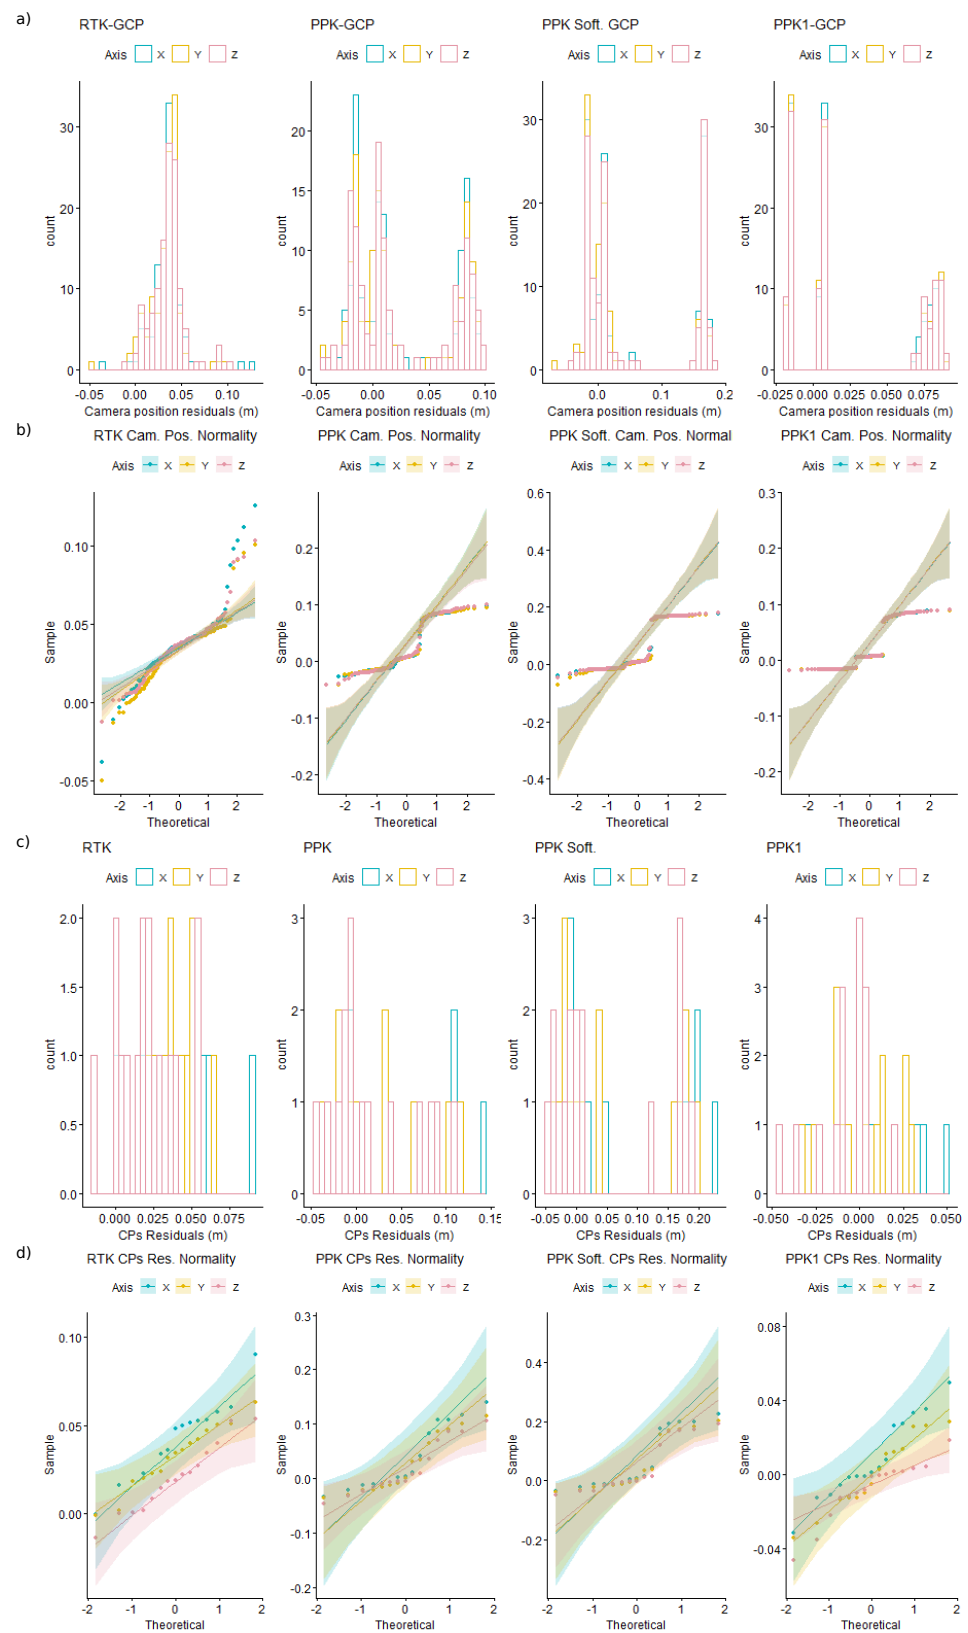 a)
RTK-GCP PPK-GCP PPK Soft. GCP PPK1-GCP
Axis X Y Z Axis X Y Z Axis X Y Z Axis X Y Z
30 20 10 0 count
20 15 10 5 0 count
30 20 10 0 count
30 20 10 0 count
-0.05 0.00 0.05 0.10 -0.05 0.00 0.05 0.10 0.0 0.1 0.2 -0.025 0.000 0.025 0.050 0.075
Camera position residuals (m) Camera position residuals (m) Camera position residuals (m) Camera position residuals (m)
b)
RTK Cam. Pos. Normality PPK Cam. Pos. Normality PPK Soft. Cam. Pos. Normal PPK1 Cam. Pos. Normality
Axis X Y Z Axis X Y Z Axis X Y Z Axis X Y Z
0.10 0.05 0.00 -0.05 Sample
0.2 0.1 0.0 -0.1 -0.2 Sample
0.6 0.4 0.2 0.0 -0.2 -0.4 Sample
0.3 0.2 0.1 0.0 -0.1 -0.2 Sample
-2 -1 0 1 2 -2 -1 0 1 2 -2 -1 0 1 2 -2 -1 0 1 2
Theoretical Theoretical Theoretical Theoretical
c)
RTK PPK PPK Soft. PPK1
Axis X Y Z Axis X Y Z Axis X Y Z Axis X Y Z
2.0 1.5 1.0 0.5 0.0 count
3 2 1 0 count
3 2 1 0 count
4 3 2 1 0 count
0.000 0.025 0.050 0.075 -0.05 0.00 0.05 0.10 0.15 -0.05 0.00 0.05 0.10 0.15 0.20 -0.050 -0.025 0.000 0.025 0.050
CPs Residuals (m) CPs Residuals (m) CPs Residuals (m) CPs Residuals (m)
d)
RTK CPs Res. Normality PPK CPs Res. Normality PPK Soft. CPs Res. Normality PPK1 CPs Res. Normality
Axis X Y Z Axis X Y Z Axis X Y Z Axis X Y Z
0.10 0.05 0.00 Sample
0.3 0.2 0.1 0.0 -0.1 -0.2 Sample
0.4 0.2 0.0 -0.2 Sample
0.08 0.04 0.00 -0.04 Sample
-2 -1 0 1 2 -2 -1 0 1 2 -2 -1 0 1 2 -2 -1 0 1 2
Theoretical Theoretical Theoretical Theoretical